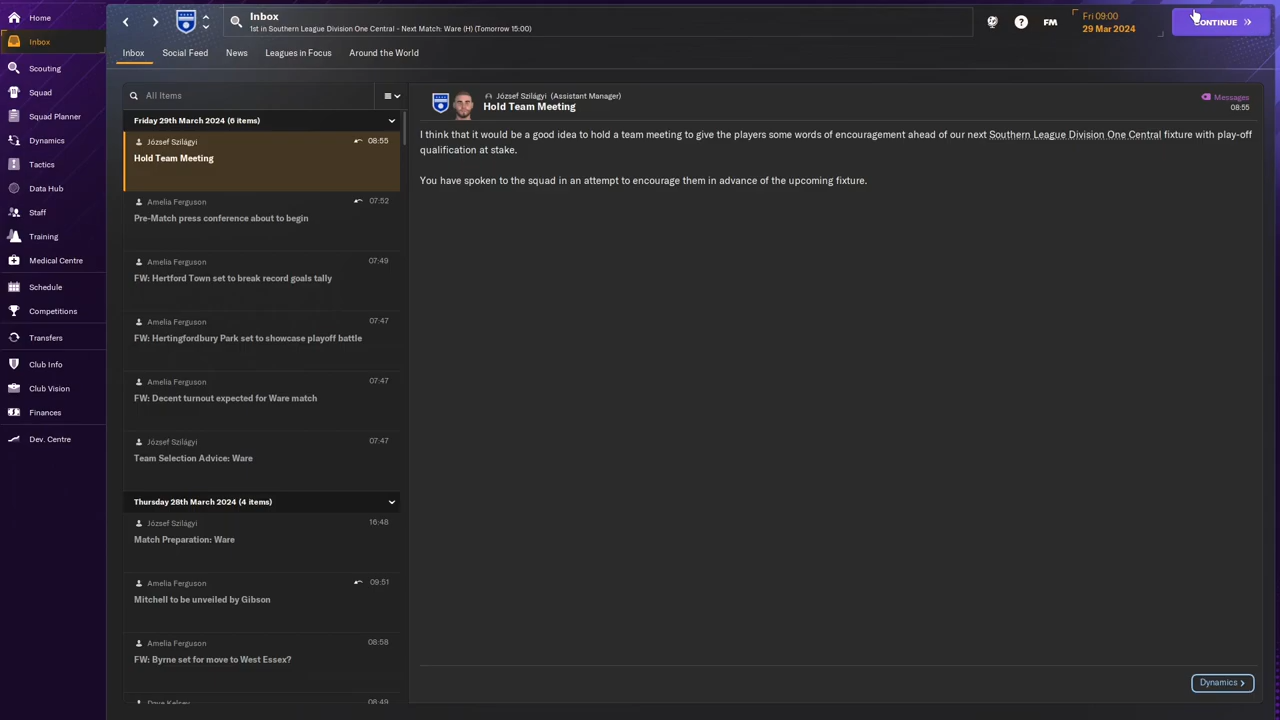 Home
Inbox
Scouting
Squad
Squad Planner
Tactics
Data Hub
Staff
Training
Medical Centre
Schedule
Competitions
Transfers
Club Info
Club Vision
Finances
Dev. Centre
Inbox
1st in Southern League Division One Central - Next Match: Ware (H) (Tomorrow 15:00)
FM
Fri 09:00
29 Mar 2024
CONTINUE
Inbox Social Feed News Leagues in Focus Around the World
All Items
Friday 29th March 2024 (6 items)
József Szilágyi 08:55
Hold Team Meeting
Amelia Ferguson 07:52
Pre-Match press conference about to begin
Amelia Ferguson 07:49
FW: Hertford Town set to break record goals tally
Amelia Ferguson 07:47
FW: Hertingfordbury Park set to showcase playoff battle
Amelia Ferguson 07:47
FW: Decent turnout expected for Ware match
József Szilágyi 07:47
Team Selection Advice: Ware
Thursday 28th March 2024 (4 items)
József Szilágyi 16:48
Match Preparation: Ware
Amelia Ferguson 09:51
Mitchell to be unveiled by Gibson
Amelia Ferguson 08:58
FW: Byrne set for move to West Essex?
József Szilágyi (Assistant Manager)
Hold Team Meeting
Messages
08:55
I think that it would be a good idea to hold a team meeting to give the players some words of encouragement ahead of our next Southern League Division One Central fixture with play-off
qualification at stake.
You have spoken to the squad in an attempt to encourage them in advance of the upcoming fixture.
Dynamics